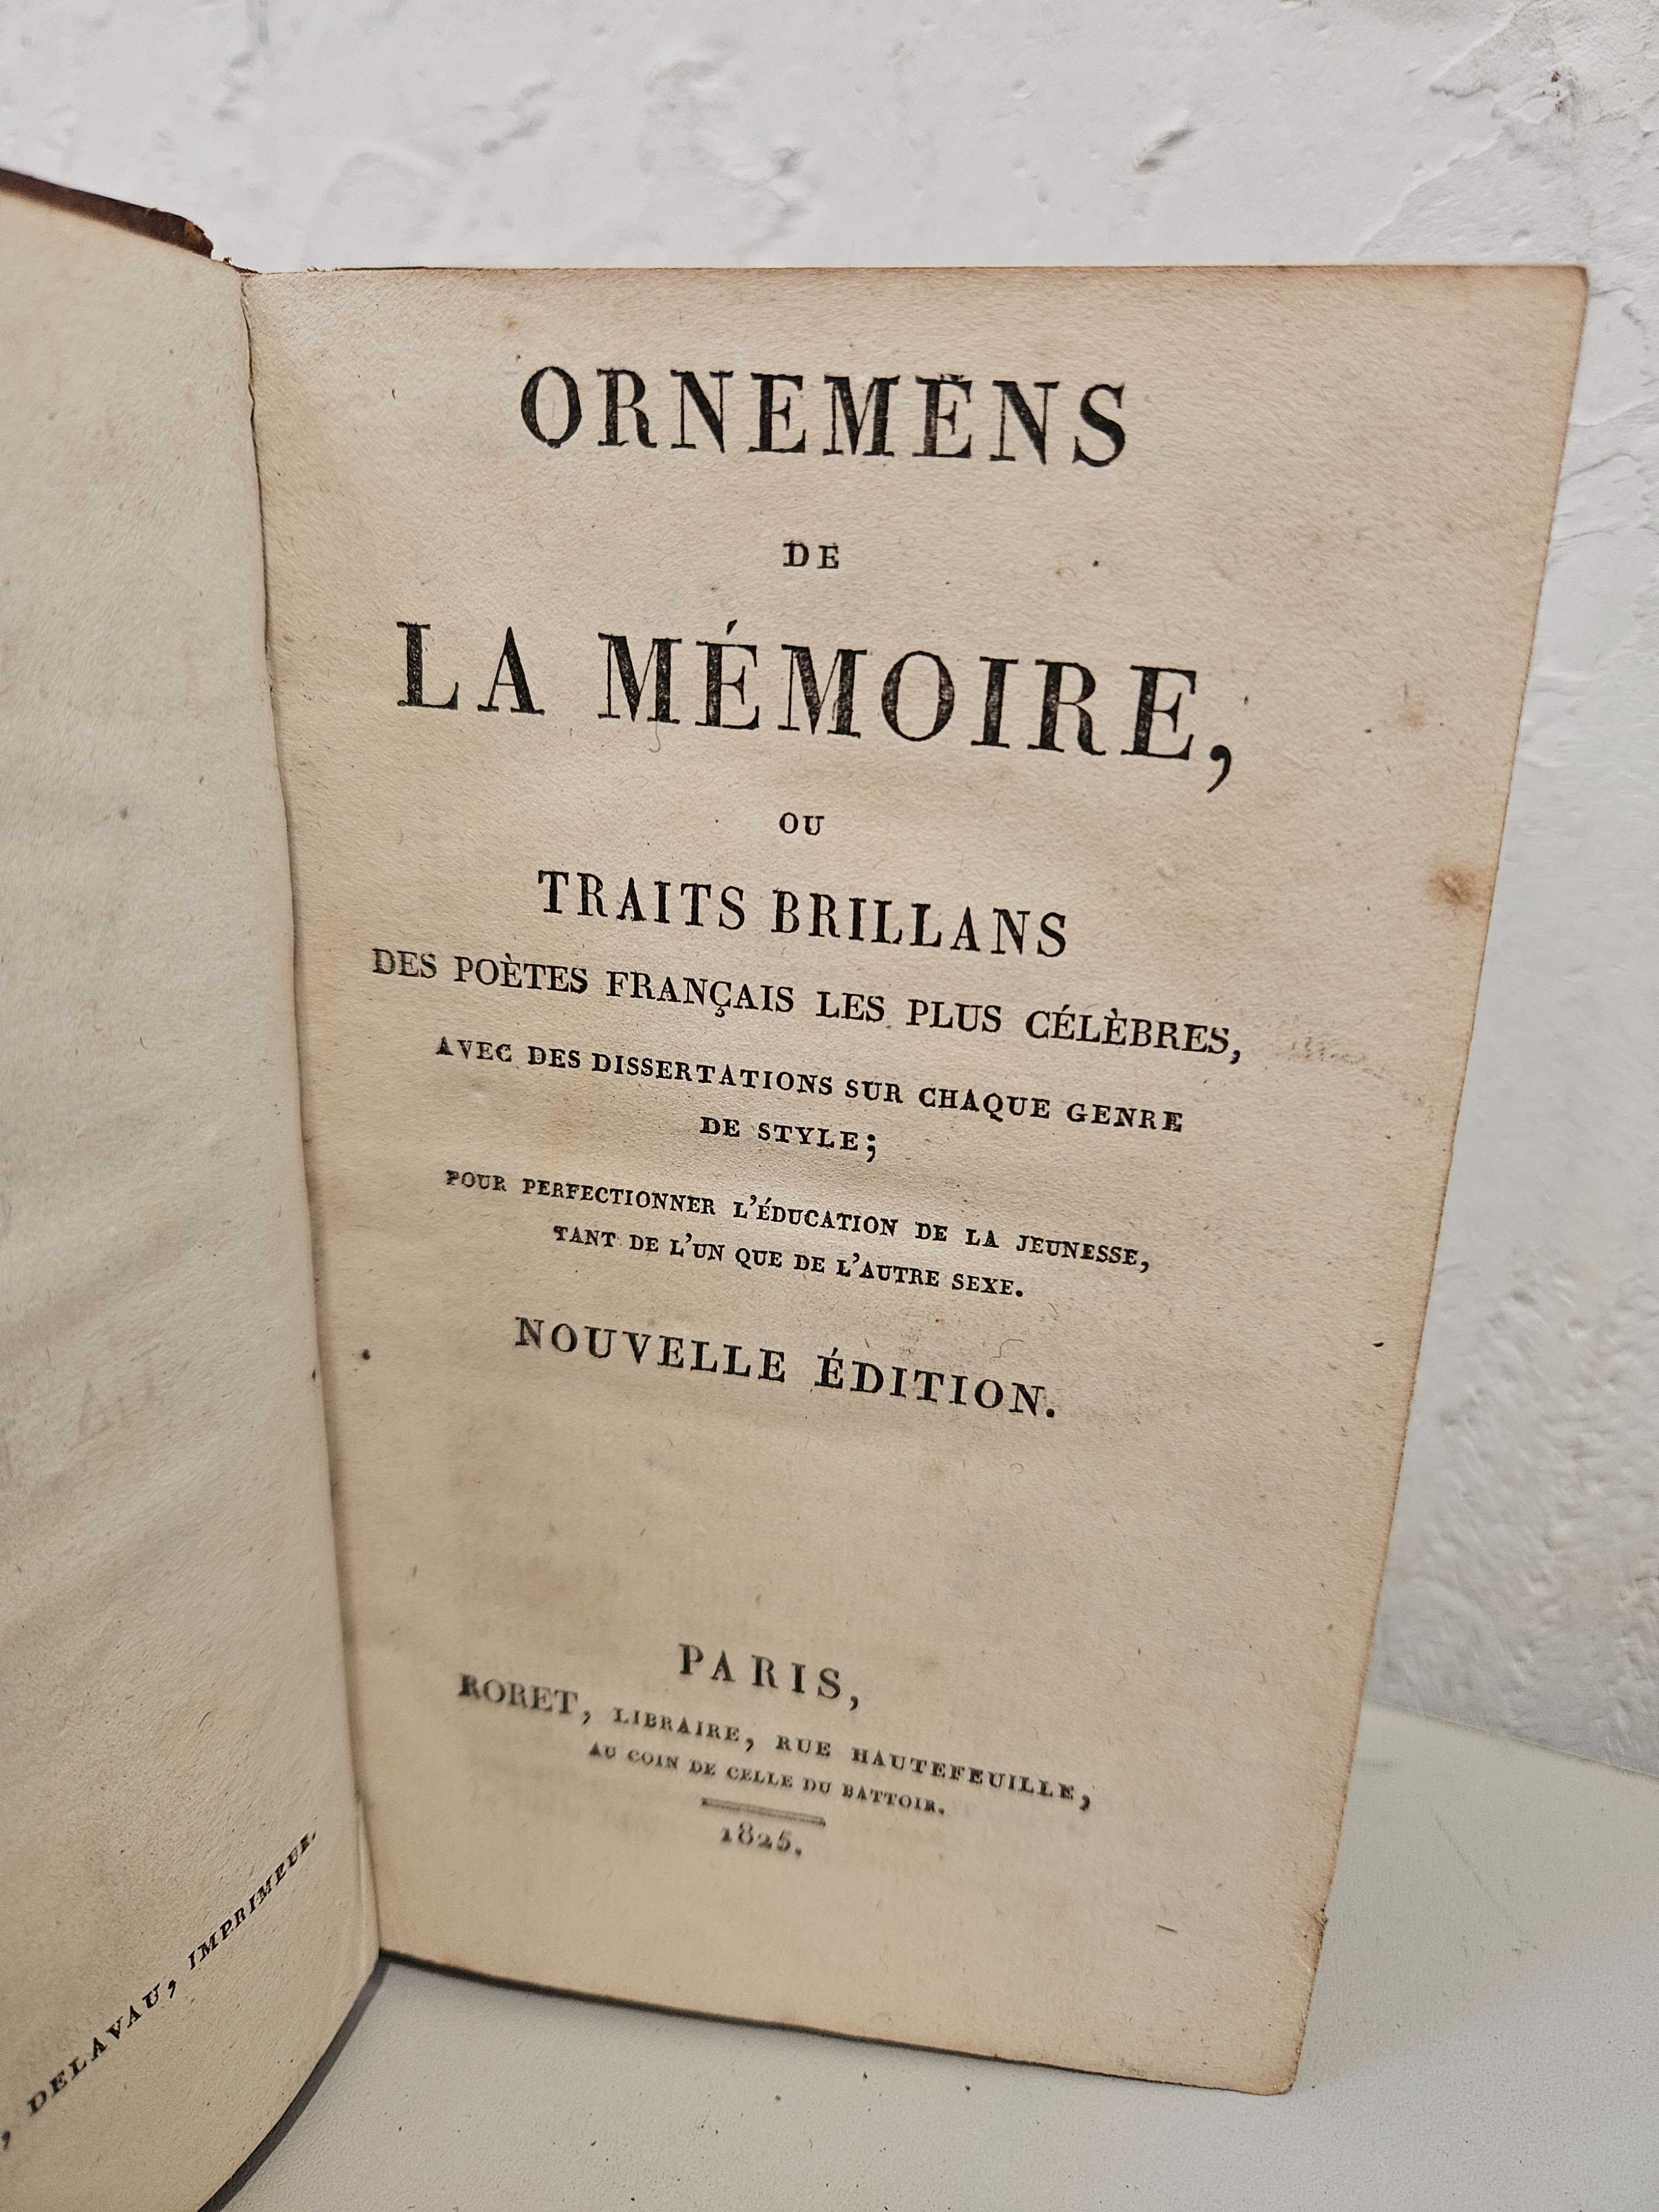 , DELAVAU, IMPRIMEUR.
ORNEMENS
DE
LA MÉMOIRE,
OU
TRAITS BRILLANS
DES POÈTES FRANÇAIS LES PLUS CÉLÈBRES,
AVEC DES DISSERTATIONS SUR CHAQUE GENRE
DE STYLE;
POUR PERFECTIONNER L'ÉDUCATION DE LA JEUNESSE,
TANT DE L'UN QUE DE L'AUTRE SEXE.
NOUVELLE ÉDITION.
PARIS,
RORET, LIBRAIRE, RUE HAUTEFEUILLE,
AU COIN DE CELLE DU BATTOIR.
1825.